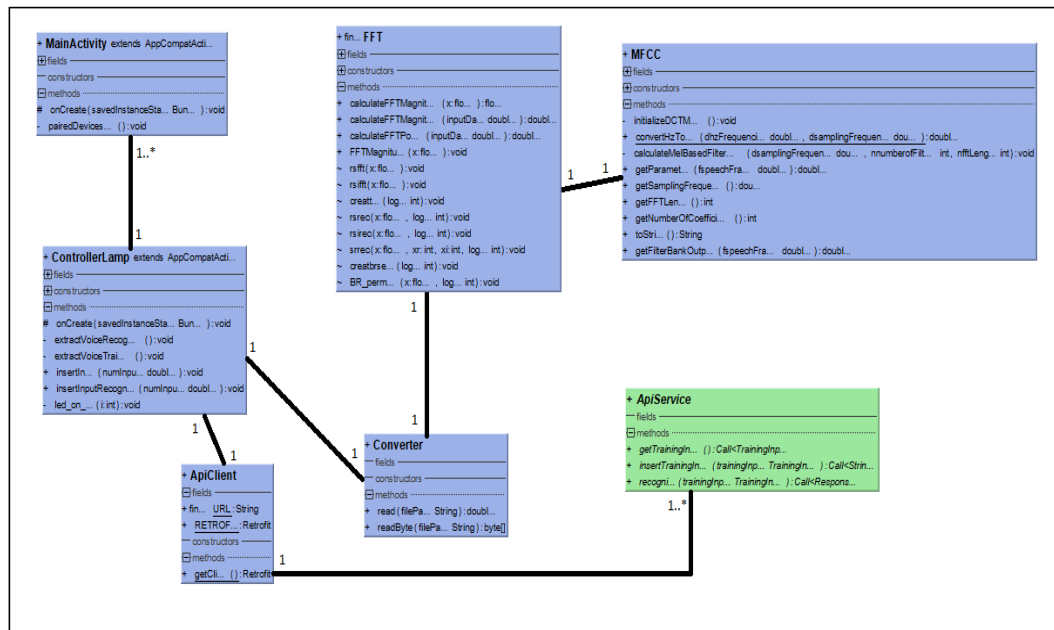 + MainActivity extends AppCompatActi...
fields
constructors
methods
# onCreate(savedInstanceSta... Bun... ):void
- pairedDevices... ():void
1..*
1
+ ControllerLamp extends AppCompatActi...
fields
constructors
methods
# onCreate(savedInstanceSta... Bun... ):void
- extractVoiceRecog... ():void
- extractVoiceTrai... ():void
+ insertIn... (numInpu... doubl... ):void
+ insertInputRecogn... (numInpu... doubl... ):void
- led_on_... (i:int):void
1
1
1
1
+ ApiClient
fields
+ fin... URL:String
+ RETROF...:Retrofit
constructors
methods
+ getCli... ():Retrofit
+ fin... FFT
fields
constructors
methods
+ calculateFFTMagnit... (x:flo... ):flo...
+ calculateFFTMagnit... (inputDa... doubl... ):doubl...
+ calculateFFTPo... (inputDa... doubl... ):doubl...
+ FFTMagnitu... (x:flo... ):void
~ rsfft(x:flo... ):void
~ rsifft(x:flo... ):void
~ creatt... (log... int):void
~ rsrec(x:flo... , log... int):void
~ rsirec(x:flo... , log... int):void
~ srrec(x:flo... , xr:int, xi:int, log... int):void
~ creatbrse... (log... int):void
~ BR_perm... (x:flo... , log... int):void
1
1
1
1
+ Converter
fields
constructors
methods
+ read(filePa... String):doubl...
+ readByte(filePa... String):byte[]
+ MFCC
fields
constructors
methods
- initializeDCTM... ():void
+ convertHzTo... (dhzFrequenci... doubl... , dsamplingFrequen... dou... ):doubl...
- calculateMelBasedFilter... (dsamplingFrequen... dou... , nnumberofFilt... int, nfftLeng... int):void
+ getParamet... (fspeechFra... doubl... ):doubl...
+ getSamplingFreque... ():dou...
+ getFFTLen... ():int
+ getNumberOfCoeffici... ():int
+ toStri... ():String
+ getFilterBankOutp... (fspeechFra... doubl... ):doubl...
+ ApiService
fields
methods
+ getTrainingIn... ():Call<TrainingInp...
+ insertTrainingIn... (trainingInp... TrainingIn... ):Call<Strin...
+ recogni... (trainingInp... TrainingIn... ):Call<Respons...
1..*
1